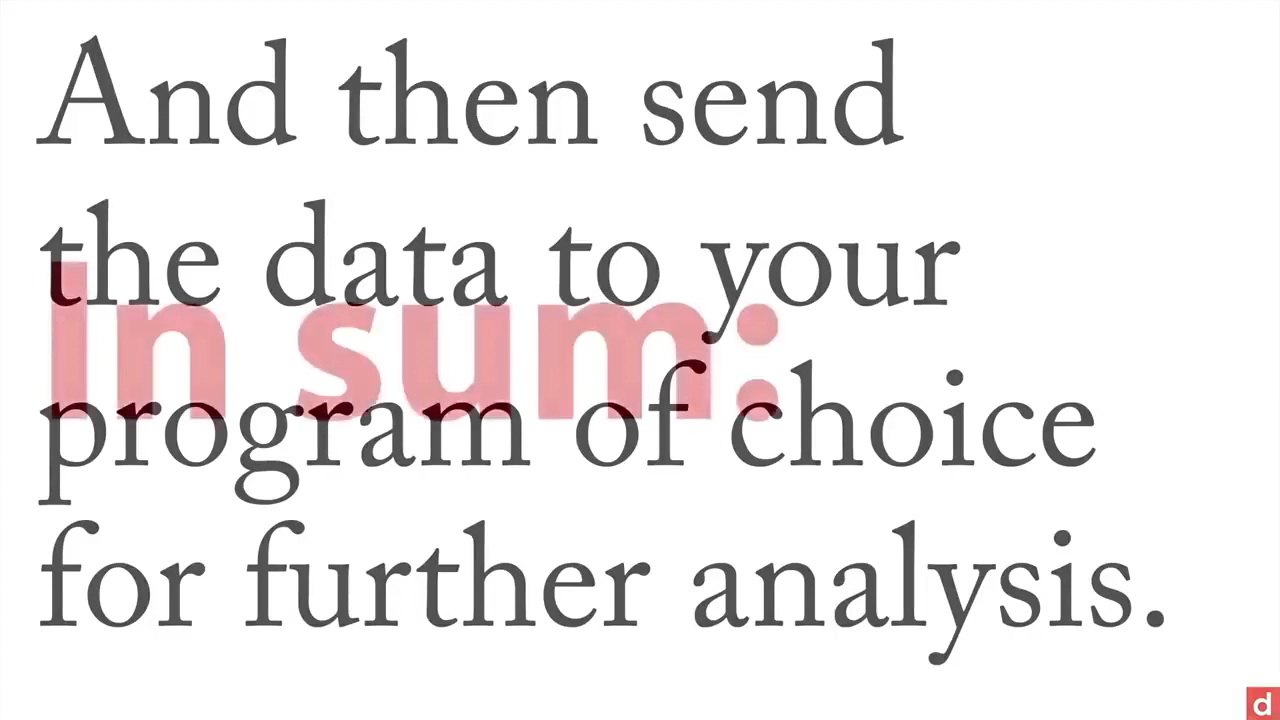 And then send
the data to your
In sum:
program of choice
for further analysis.
d